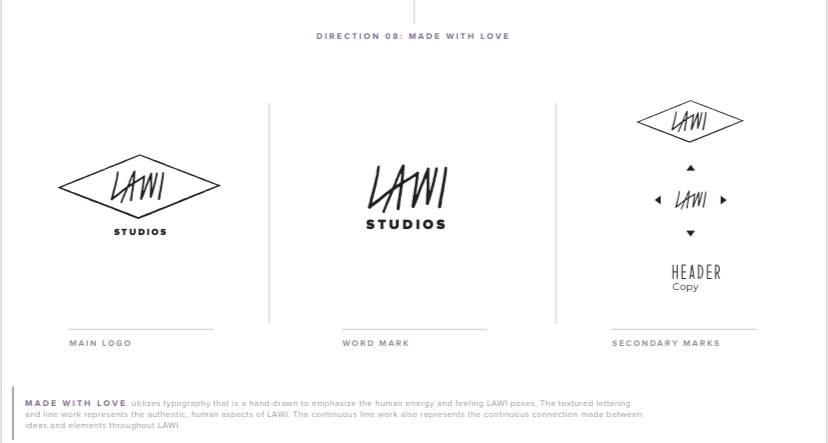 DIRECTION 08: MADE WITH LOVE
LAWI
STUDIOS
LAWI
STUDIOS
LAWI
LAWI
HEADER
Copy
MAIN LOGO
WORD MARK
SECONDARY MARKS
MADE WITH LOVE utilizes typography that is a hand-drawn to emphasize the human energy and feeling LAWI poses. The textured lettering
and line work represents the authentic, human aspects of LAWI. The continuous line work also represents the continuous connection made between
ideas and elements throughout LAWI.